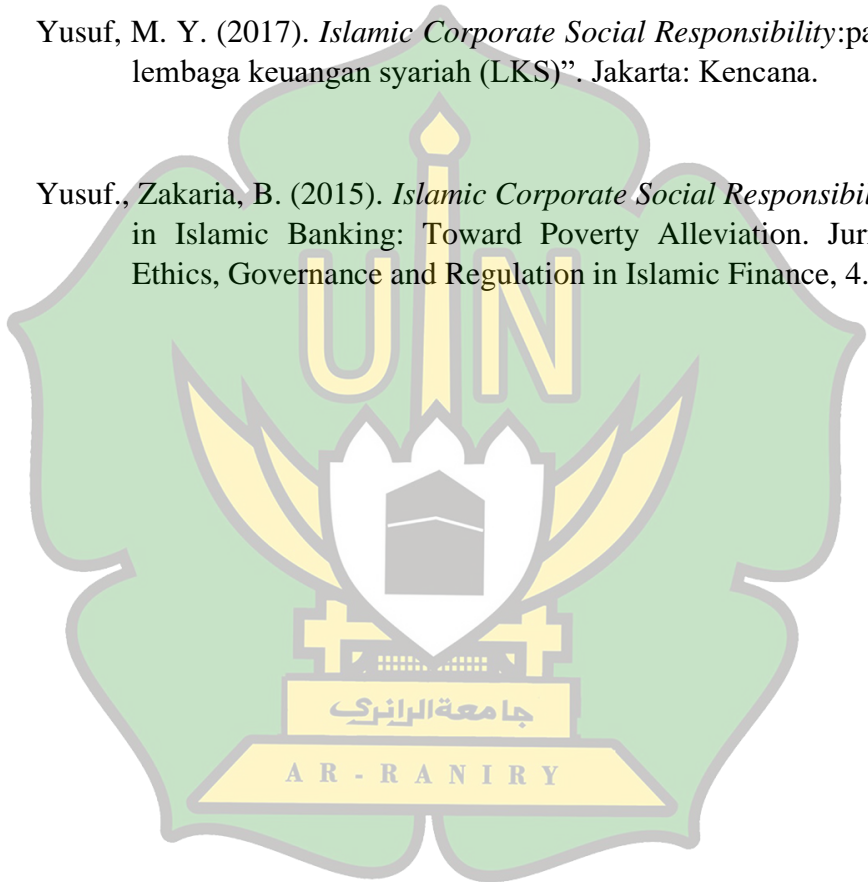 Yusuf, M. Y. (2017). Islamic Corporate Social Responsibility:pa
lembaga keuangan syariah (LKS)”. Jakarta: Kencana.
Yusuf., Zakaria, B. (2015). Islamic Corporate Social Responsibil
in Islamic Banking: Toward Poverty Alleviation. Jur
Ethics, Governance and Regulation in Islamic Finance, 4.
UIN
جامعة الرانري
AR-RANIRY